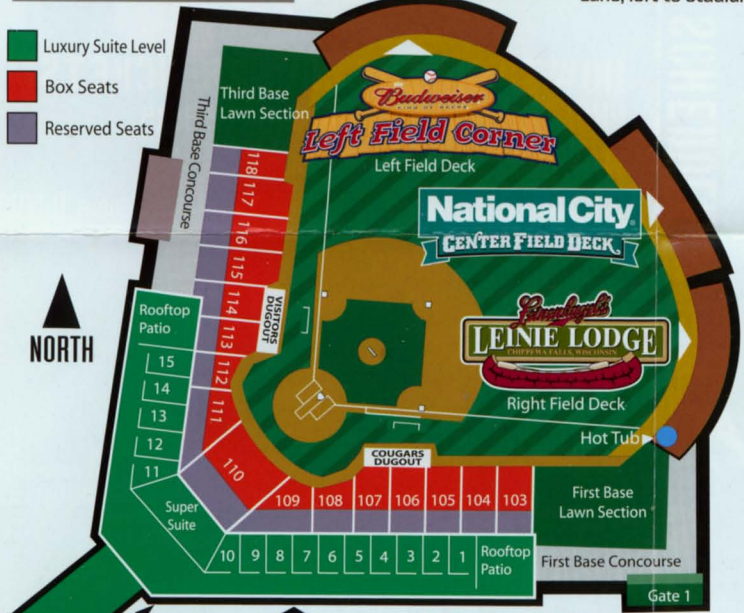 Luxury Suite Level
Box Seats
Reserved Seats
Third Base
Lawn Section
Third Base Concourse
Budweiser
KING OF BEERS
Left Field Corner
Left Field Deck
National City
CENTER FIELD DECK
Leinenkugel's
LEINIE LODGE
CHIPPEWA FALLS, WISCONSIN
Right Field Deck
Hot Tub
NORTH
118
117
116
115
114
113
112
111
110
109
108
107
106
105
104
103
VISITORS
DUGOUT
COUGARS
DUGOUT
Rooftop
Patio
15
14
13
12
11
Super
Suite
10
9
8
7
6
5
4
3
2
1
Rooftop
Patio
First Base
Lawn Section
First Base Concourse
Gate 1